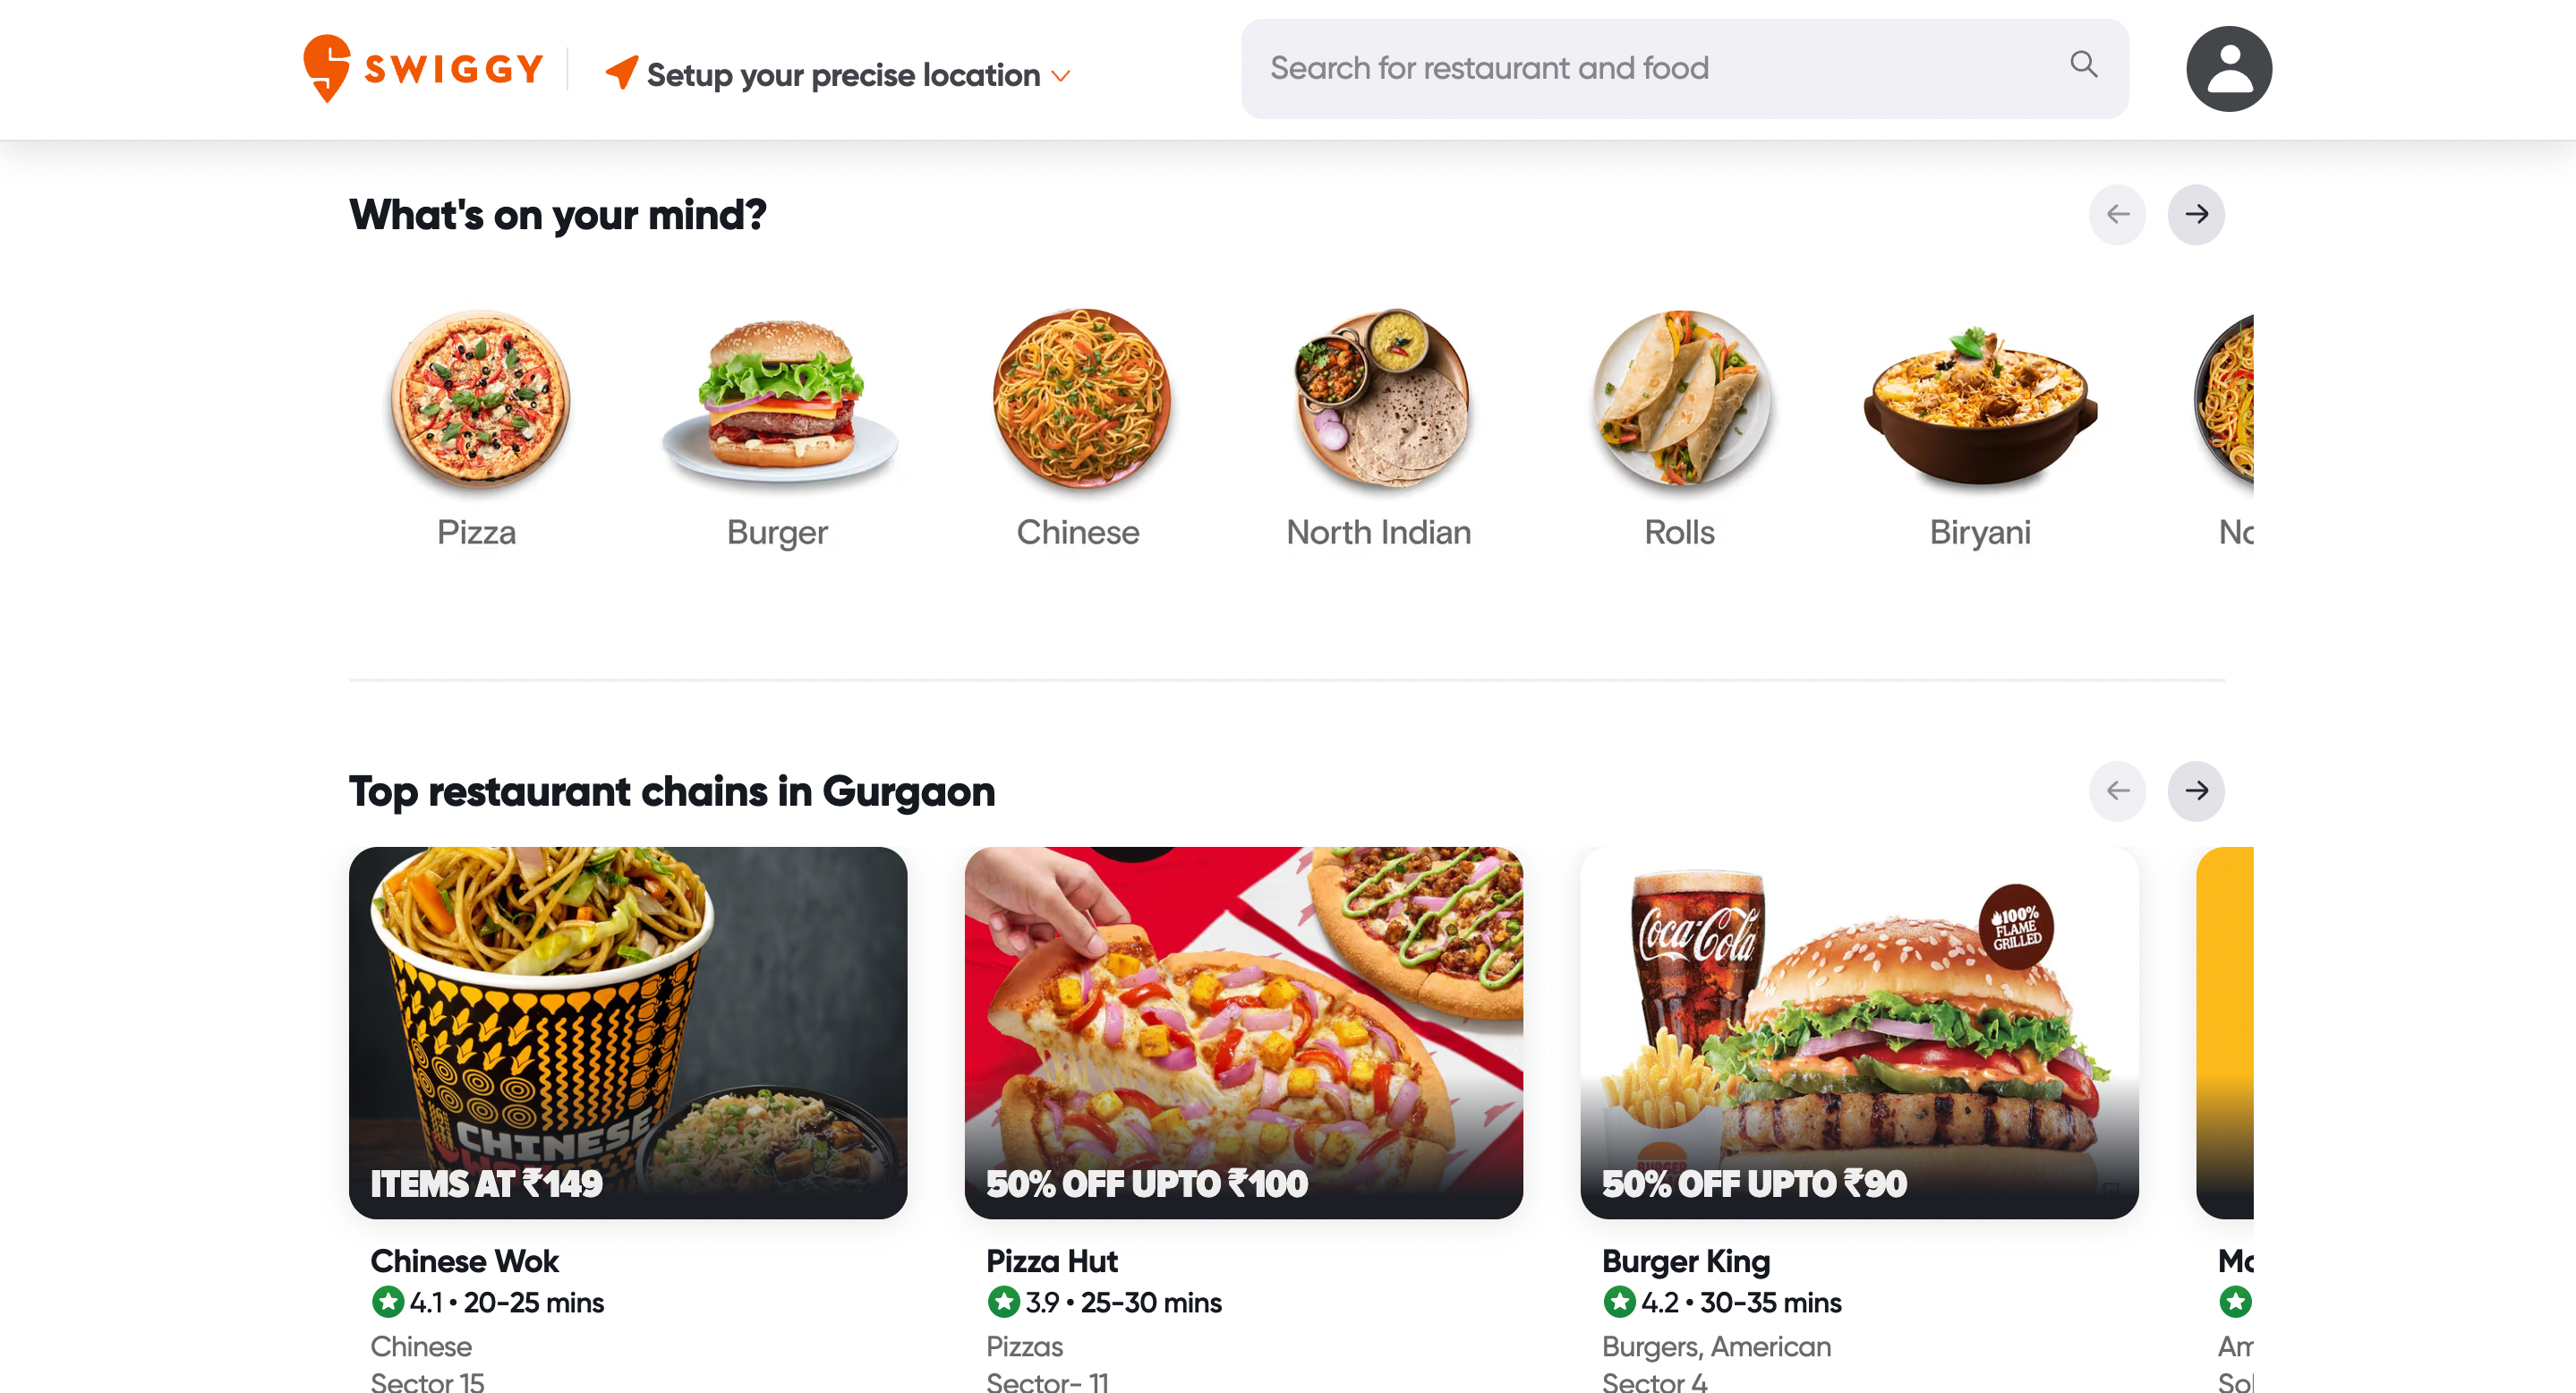 SWIGGY
Setup your precise location
Search for restaurant and food
What's on your mind?
Pizza
Burger
Chinese
North Indian
Rolls
Biryani
No
Top restaurant chains in Gurgaon
CHINESE
ITEMS AT ₹149
50% OFF UPTO ₹100
Coca-Cola
100%
FLAME
GRILLED
BURGER
50% OFF UPTO ₹90
Chinese Wok
4.1 • 20-25 mins
Chinese
Sector 15
Pizza Hut
3.9 • 25-30 mins
Pizzas
Sector- 11
Burger King
4.2 • 30-35 mins
Burgers, American
Sector 4
Am